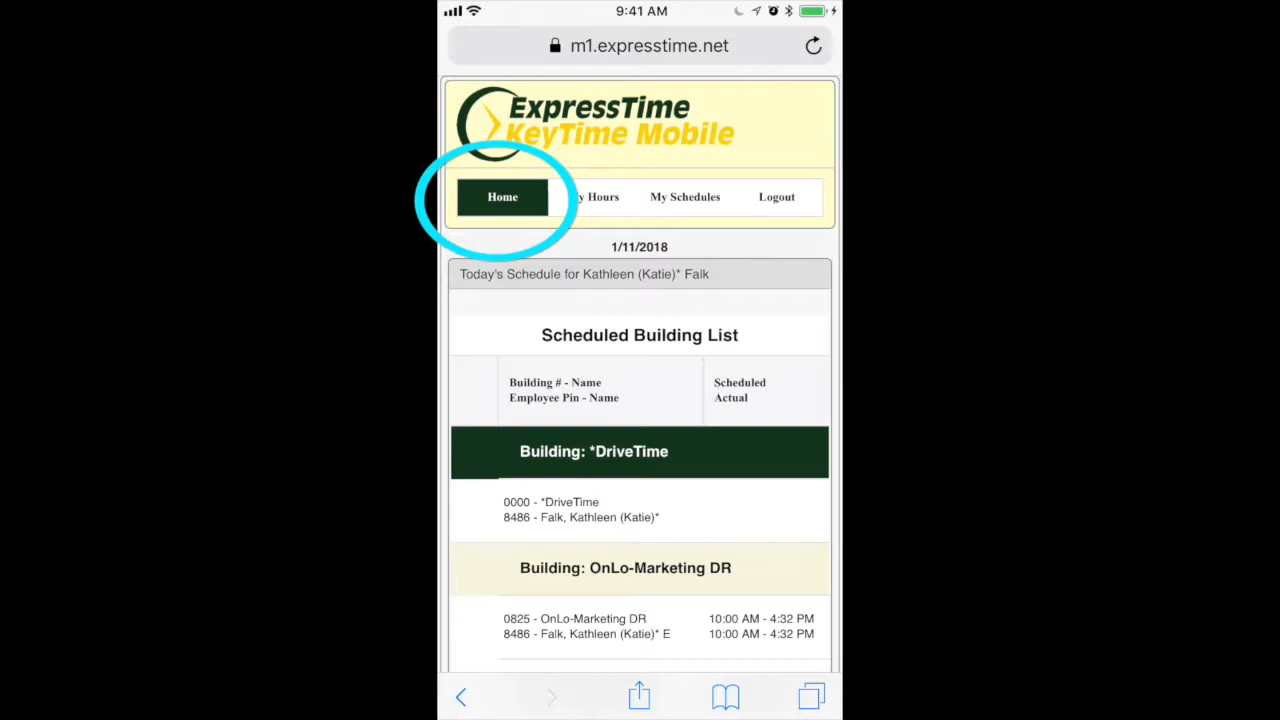 9:41 AM
m1.expresstime.net
ExpressTime
KeyTime Mobile
Home y Hours My Schedules Logout
1/11/2018
Today's Schedule for Kathleen (Katie)* Falk
Scheduled Building List
Building # - Name Scheduled
Employee Pin - Name Actual
Building: *DriveTime
0000 - *DriveTime
8486 - Falk, Kathleen (Katie)*
Building: OnLo-Marketing DR
0825 - OnLo-Marketing DR 10:00 AM - 4:32 PM
8486 - Falk, Kathleen (Katie)* E 10:00 AM - 4:32 PM